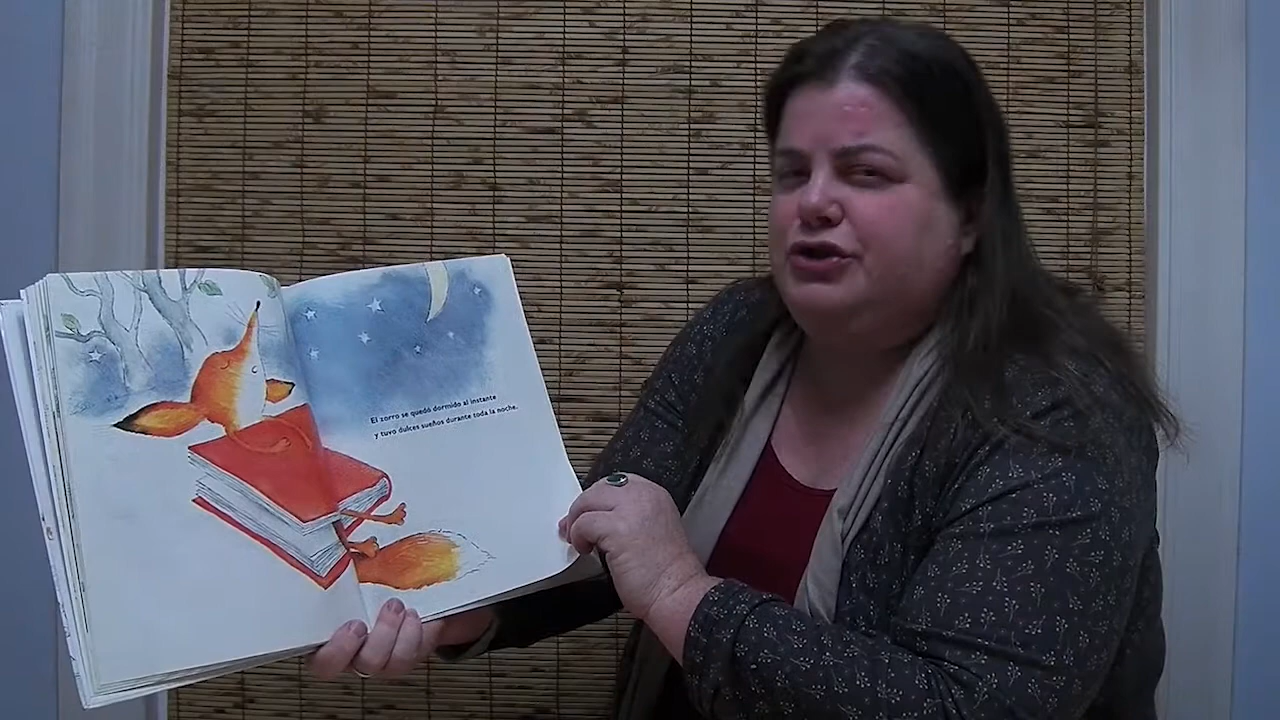 El zorro se quedó dormido al instante
y tuvo dulces sueños durante toda la noche.